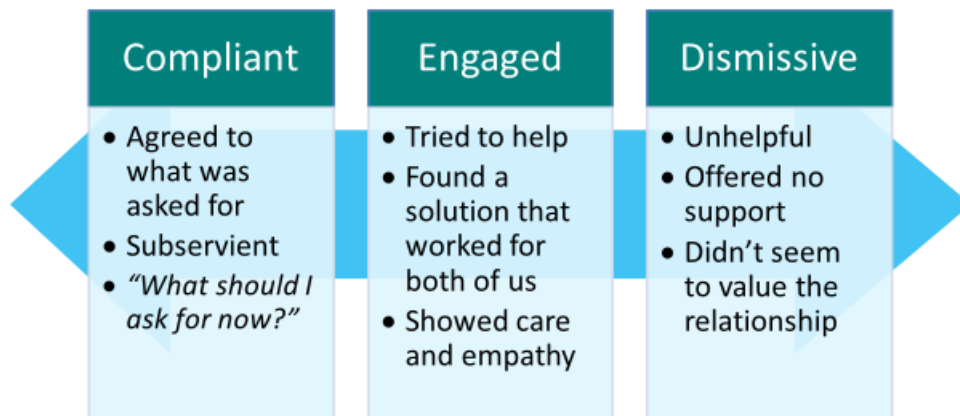 Compliant
• Agreed to
what was
asked for
• Subservient
• “What should I
ask for now?”
Engaged
• Tried to help
• Found a
solution that
worked for
both of us
• Showed care
and empathy
Dismissive
• Unhelpful
• Offered no
support
• Didn’t seem
to value the
relationship